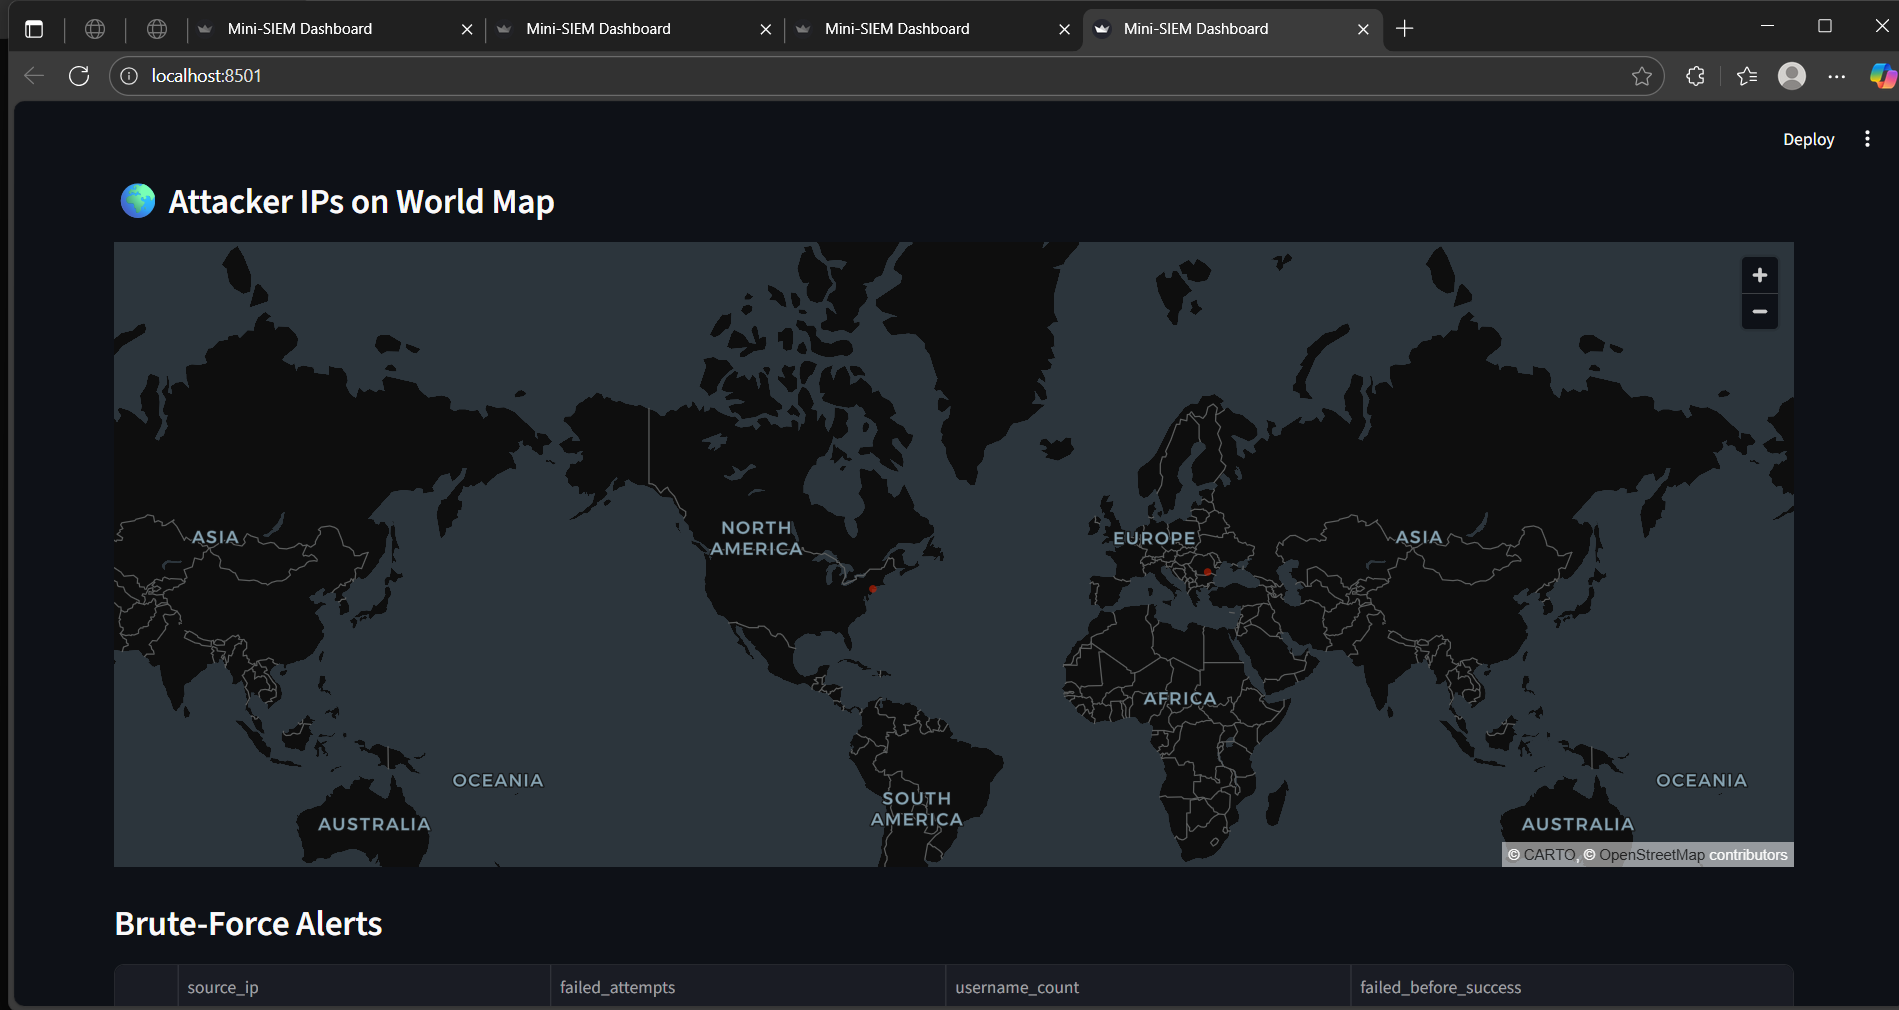 Mini-SIEM Dashboard
Mini-SIEM Dashboard
Mini-SIEM Dashboard
Mini-SIEM Dashboard
localhost:8501
Deploy
Attacker IPs on World Map
NORTH
AMERICA
ASIA
EUROPE
ASIA
AFRICA
OCEANIA
OCEANIA
SOUTH
AMERICA
AUSTRALIA
AUSTRALIA
© CARTO, © OpenStreetMap contributors
Brute-Force Alerts
source_ip failed_attempts username_count failed_before_success